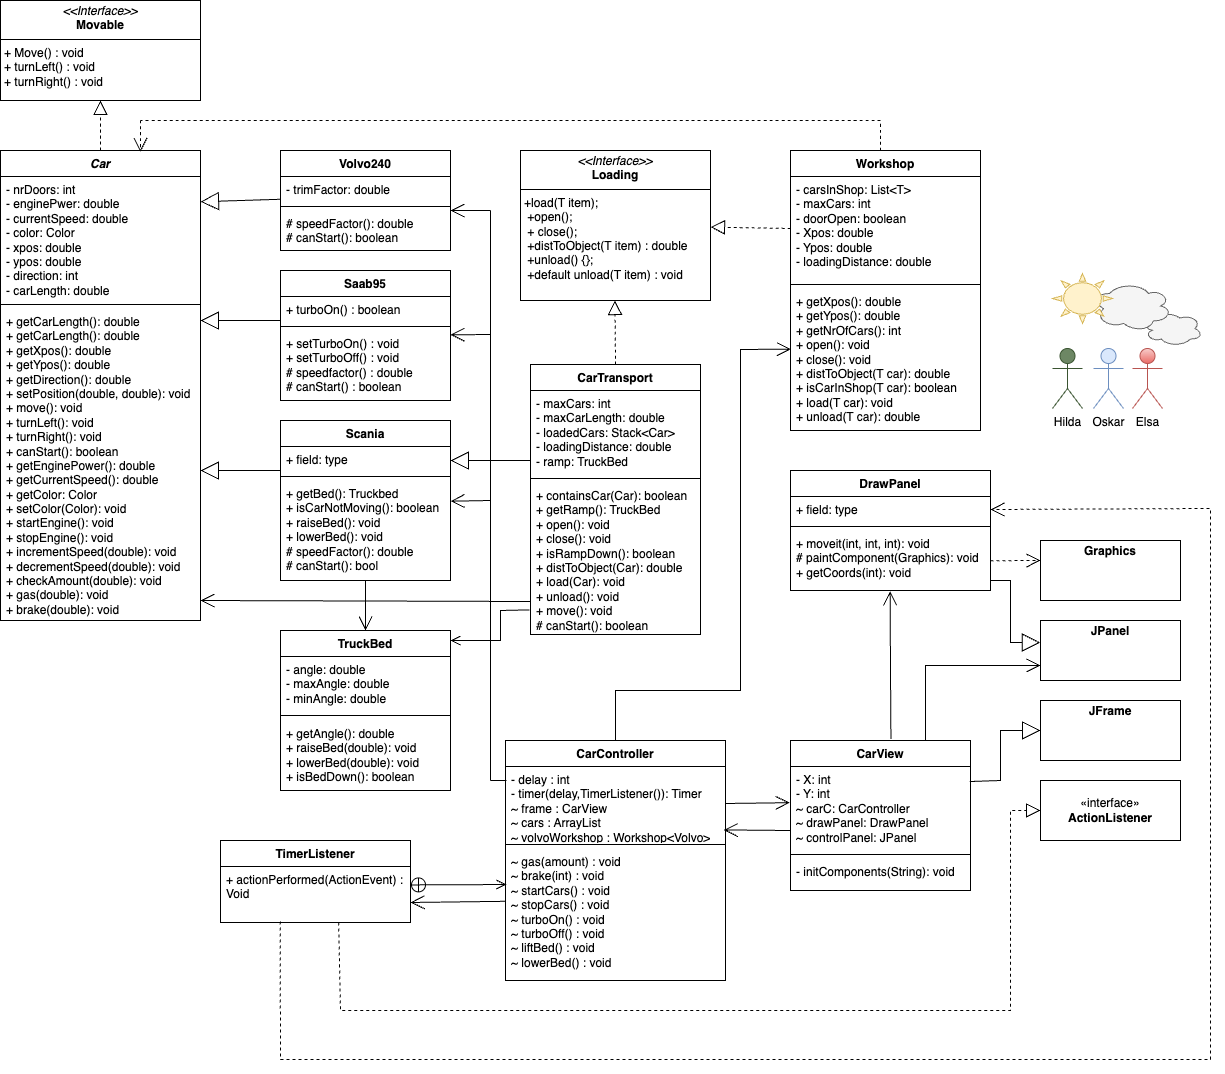 <<Interface>>
Movable
+ Move() : void
+ turnLeft() : void
+ turnRight() : void
Car
- nrDoors: int
- enginePwer: double
- currentSpeed: double
- color: Color
- xpos: double
- ypos: double
- direction: int
- carLength: double
+ getCarLength(): double
+ getCarLength(): double
+ getXpos(): double
+ getYpos(): double
+ getDirection(): double
+ setPosition(double, double): void
+ move(): void
+ turnLeft(): void
+ turnRight(): void
+ canStart(): boolean
+ getEnginePower(): double
+ getCurrentSpeed(): double
+ getColor: Color
+ setColor(Color): void
+ startEngine(): void
+ stopEngine(): void
+ incrementSpeed(double): void
+ decrementSpeed(double): void
+ checkAmount(double): void
+ gas(double): void
+ brake(double): void
Volvo240
- trimFactor: double
# speedFactor(): double
# canStart(): boolean
Saab95
+ turboOn() : boolean
+ setTurboOn() : void
+ setTurboOff() : void
# speedfactor(): double
# canStart() : boolean
Scania
+ field: type
+ getBed(): Truckbed
+ isCarNotMoving(): boolean
+ raiseBed(): void
+ lowerBed(): void
# speedFactor(): double
# canStart(): bool
TruckBed
- angle: double
- maxAngle: double
- minAngle: double
+ getAngle(): double
+ raiseBed(double): void
+ lowerBed(double): void
+ isBedDown(): boolean
<<Interface>>
Loading
+load(T item);
+open();
+ close();
+distToObject(T item) : double
+unload() {};
+default unload(T item) : void
CarTransport
- maxCars: int
- maxCarLength: double
- loadedCars: Stack<Car>
- loadingDistance: double
- ramp: TruckBed
+ containsCar(Car): boolean
+ getRamp(): TruckBed
+ open(): void
+ close(): void
+ isRampDown(): boolean
+ distToObject(Car): double
+ load(Car): void
+ unload(): void
+ move(): void
# canStart(): boolean
Workshop
- carsInShop: List<T>
- maxCars: int
- doorOpen: boolean
- Xpos: double
- Ypos: double
- loadingDistance: double
+ getXpos(): double
+ getYpos(): double
+ getNrOfCars(): int
+ open(): void
+ close(): void
+ distToObject(T car): double
+ isCarInShop(T car): boolean
+ load(T car): void
+ unload(T car): double
Hilda
Oskar
Elsa
DrawPanel
+ field: type
+ moveit(int, int, int): void
# paintComponent(Graphics): void
+ getCoords(int): void
Graphics
JPanel
JFrame
«interface»
ActionListener
CarController
- delay : int
- timer(delay,TimerListener()): Timer
~ frame : CarView
~ cars : ArrayList
~ volvoWorkshop : Workshop<Volvo>
~ gas(amount) : void
~ brake(int) : void
~ startCars() : void
~ stopCars() : void
~ turboOn() : void
~ turboOff() : void
~ liftBed() : void
~ lowerBed() : void
CarView
- X: int
- Y: int
~ carC: CarController
~ drawPanel: DrawPanel
~ controlPanel: JPanel
- initComponents(String): void
TimerListener
+ actionPerformed(ActionEvent) :
Void